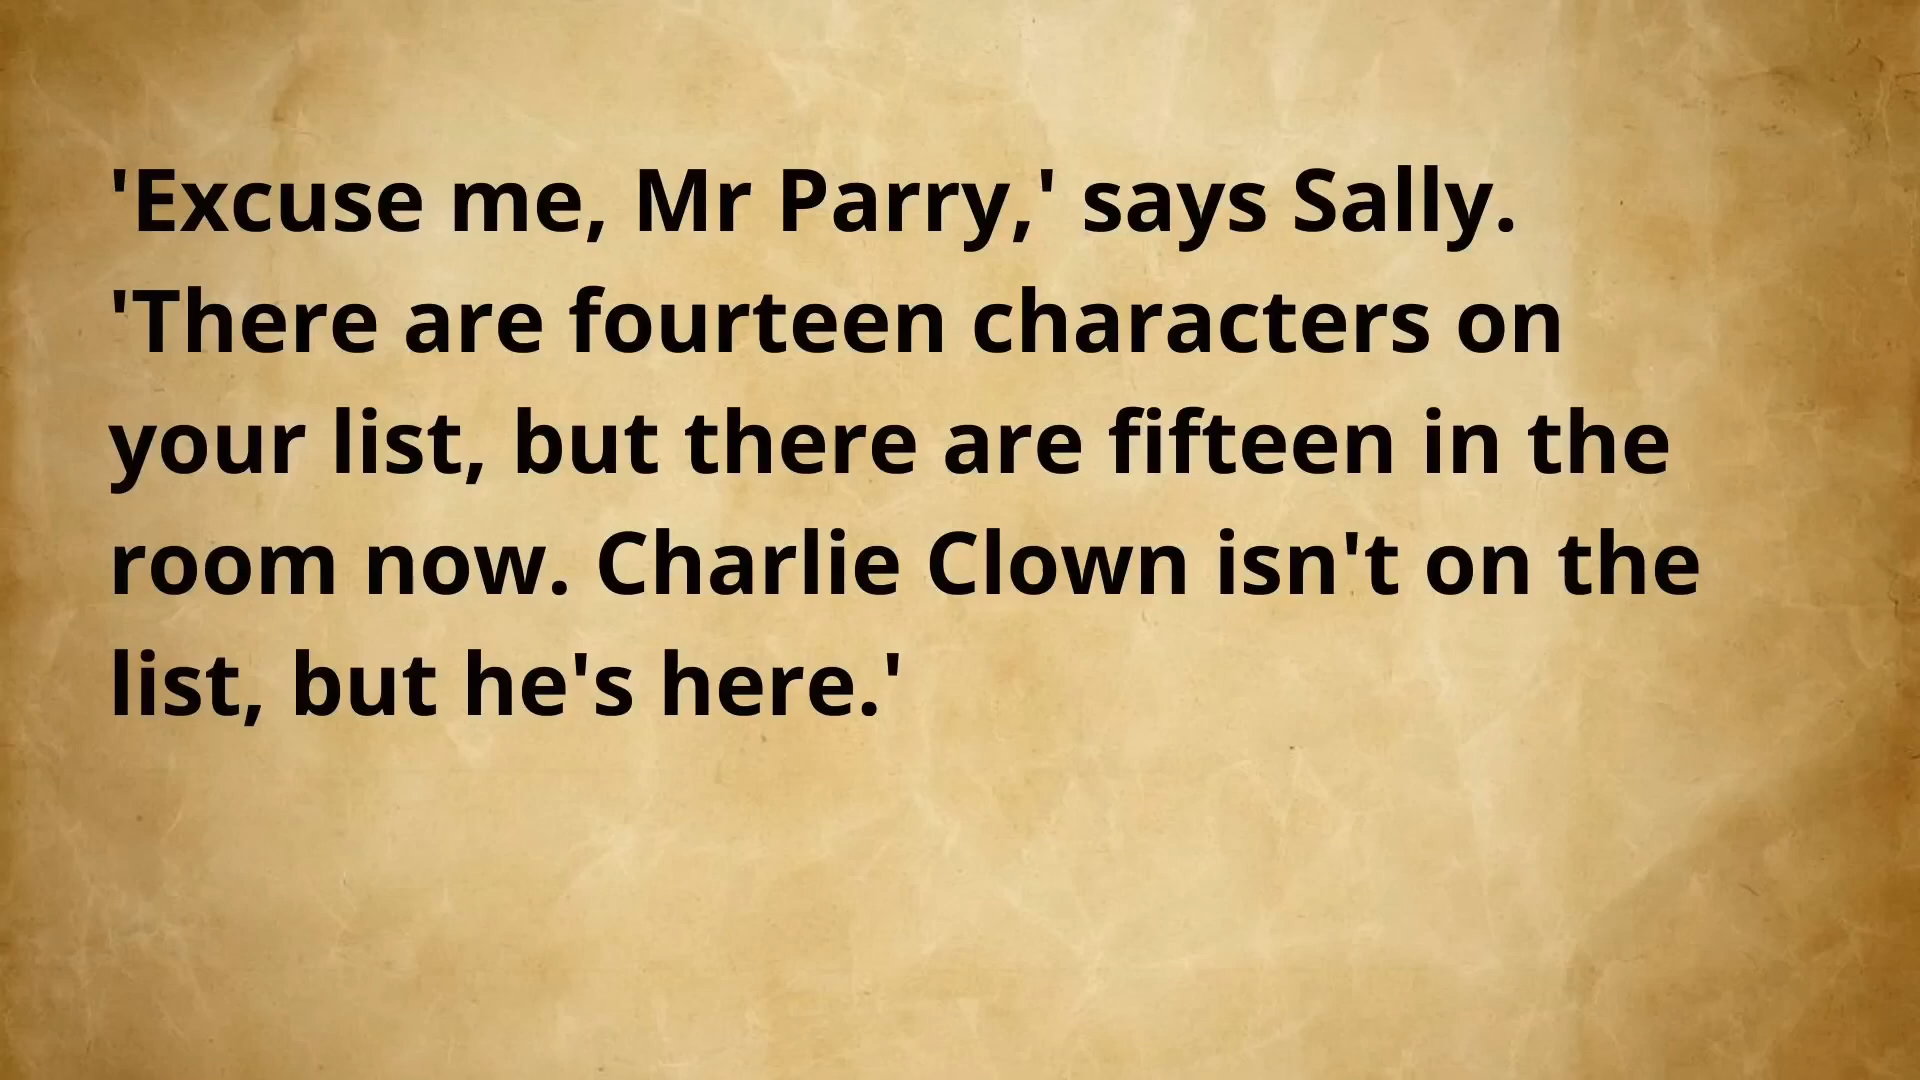 'Excuse me, Mr Parry,' says Sally.
'There are fourteen characters on
your list, but there are fifteen in the
room now. Charlie Clown isn't on the
list, but he's here.'